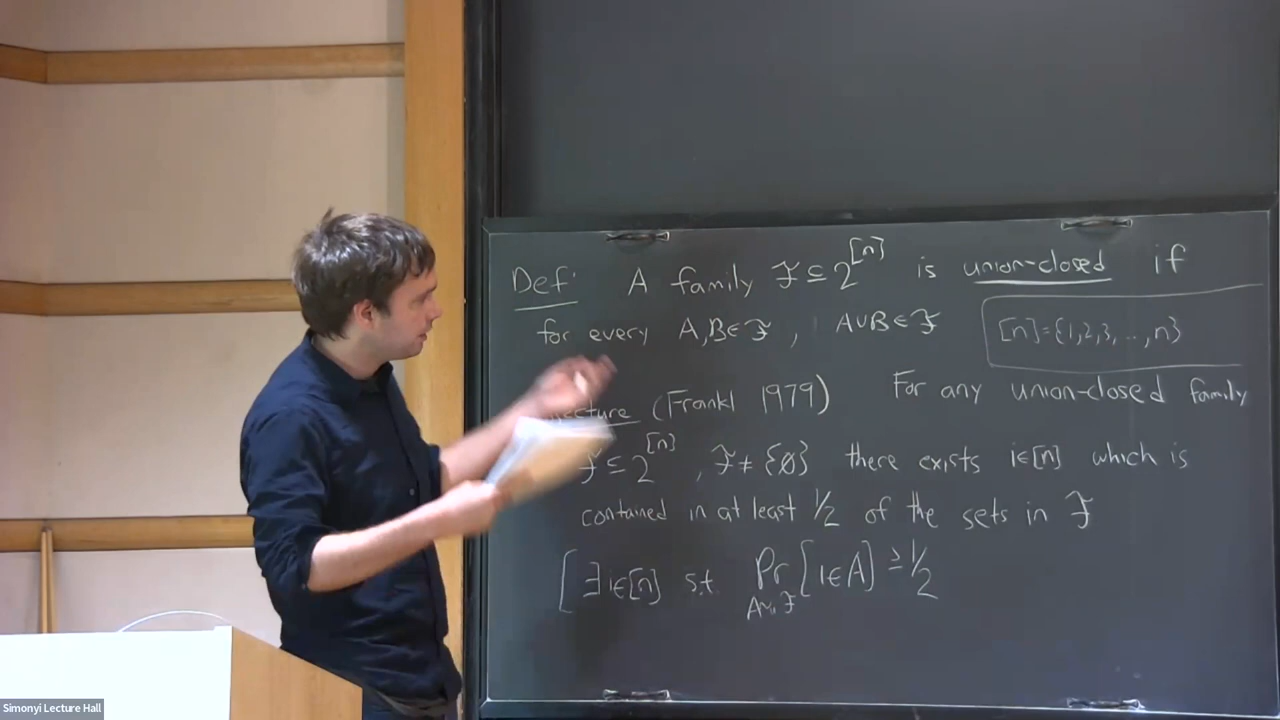 Def: A family ℱ ⊆ 2^[n] is union-closed if
for every A,B∈ℱ, A∪B∈ℱ
[n]={1,2,3,...,n}
(Frankl 1979) For any union-closed family
ℱ ⊆ 2^[n], ℱ ≠ {∅} there exists i∈[n] which is
contained in at least 1/2 of the sets in ℱ
[∃ i∈[n] s.t. Pr_{A~ℱ}[i∈A] ≥ 1/2
Simonyi Lecture Hall